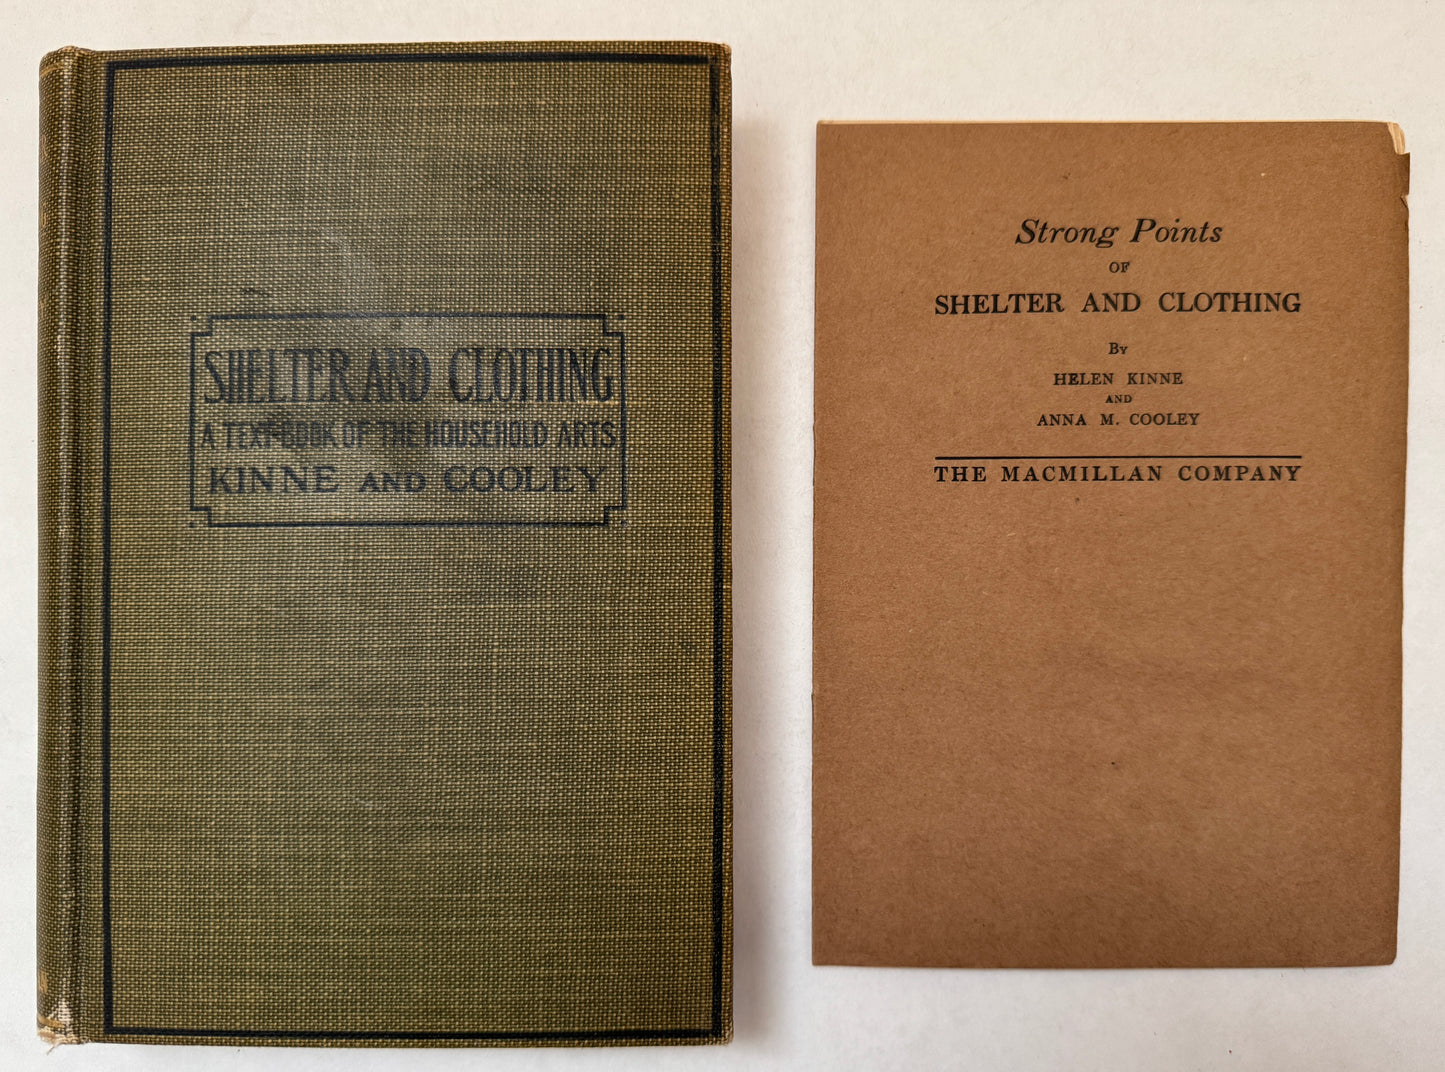 SHELTER AND CLOTHING
A TEXT-BOOK OF THE HOUSEHOLD ARTS
KINNE AND COOLEY
Strong Points
OF
SHELTER AND CLOTHING
By
HELEN KINNE
AND
ANNA M. COOLEY
THE MACMILLAN COMPANY